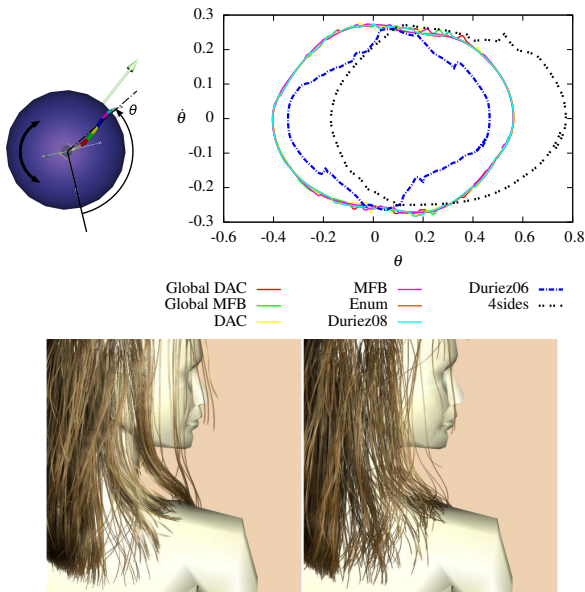 θ
0.3
0.2
0.1
θ̇
0
-0.1
-0.2
-0.3
-0.6 -0.4 -0.2 0 0.2 0.4 0.6 0.8
θ
Global DAC MFB Duriez06
Global MFB Enum 4sides
DAC Duriez08